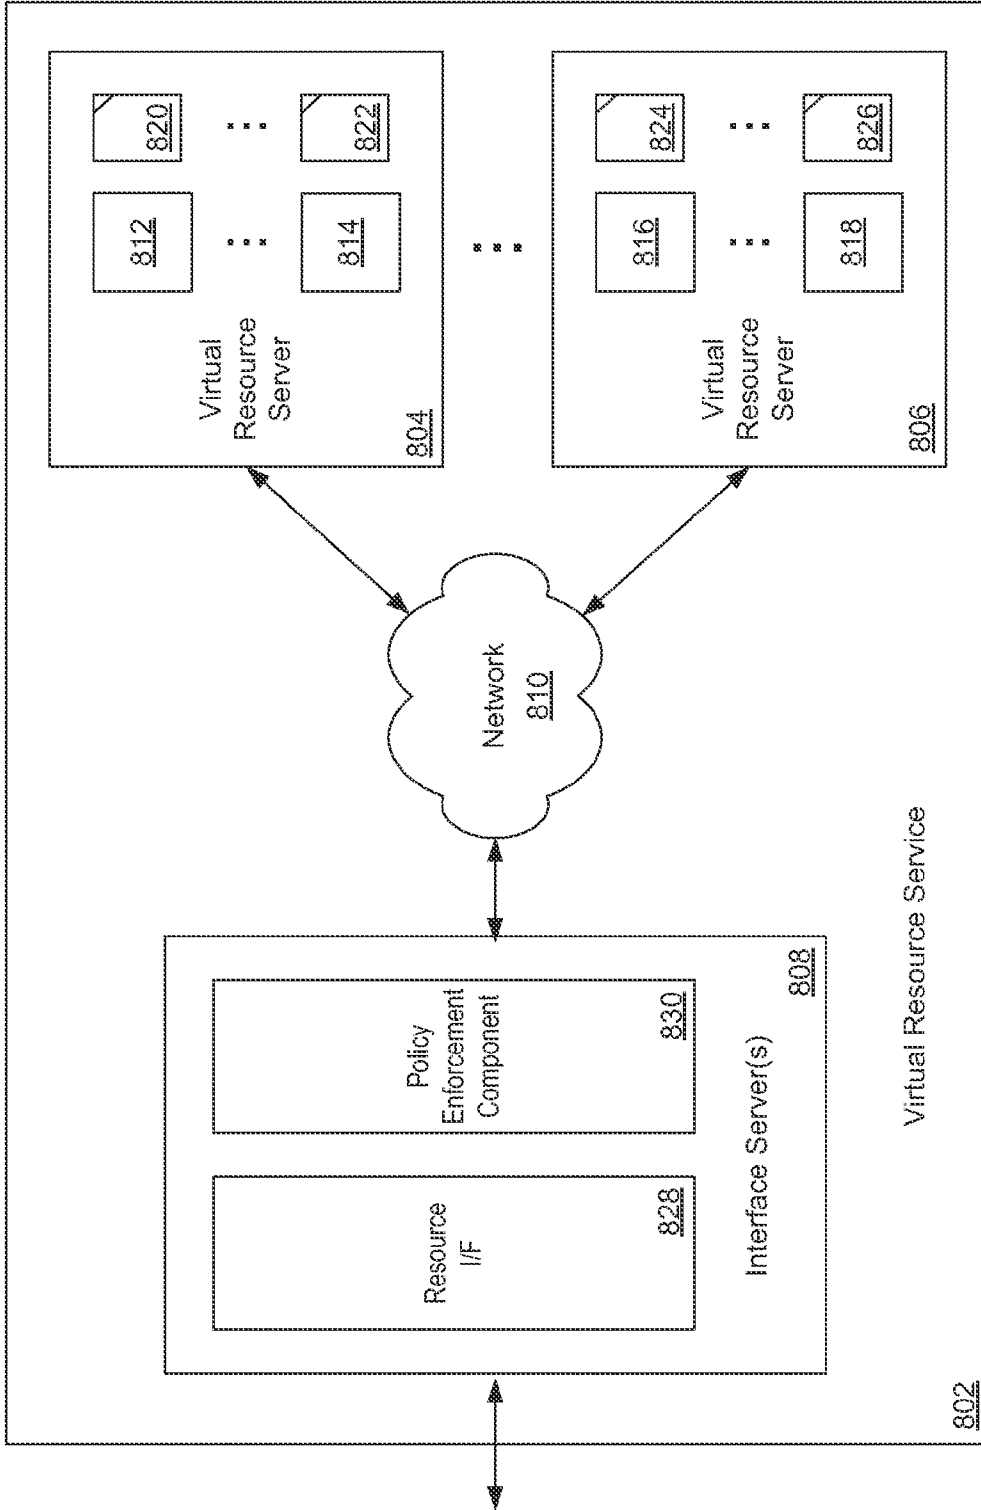 Resource
I/F
828
Policy
Enforcement
Component
830
Interface Server(s)
808
Network
810
Virtual
Resource
Server
804
812
820
814
822
Virtual
Resource
Server
806
816
824
818
826
Virtual Resource Service
802